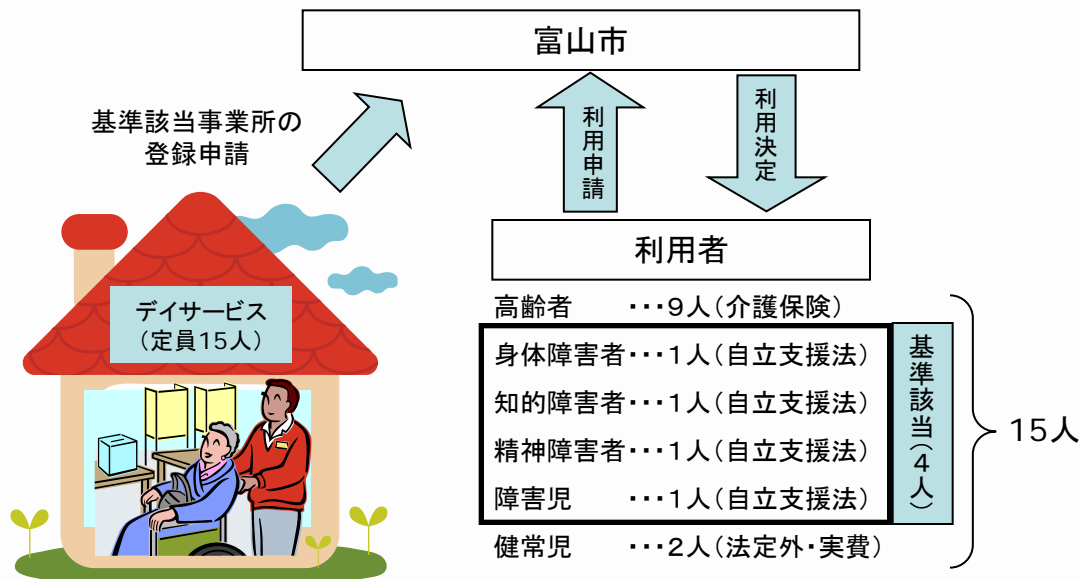 富山市
基準該当事業所の
登録申請
利用申請
利用決定
利用者
デイサービス
（定員15人）
高齢者　　・・・９人（介護保険）
身体障害者・・・１人（自立支援法）
知的障害者・・・１人（自立支援法）
精神障害者・・・１人（自立支援法）
障害児　　・・・１人（自立支援法）
健常児　　・・・２人（法定外・実費）
基準該当（４人）
15人